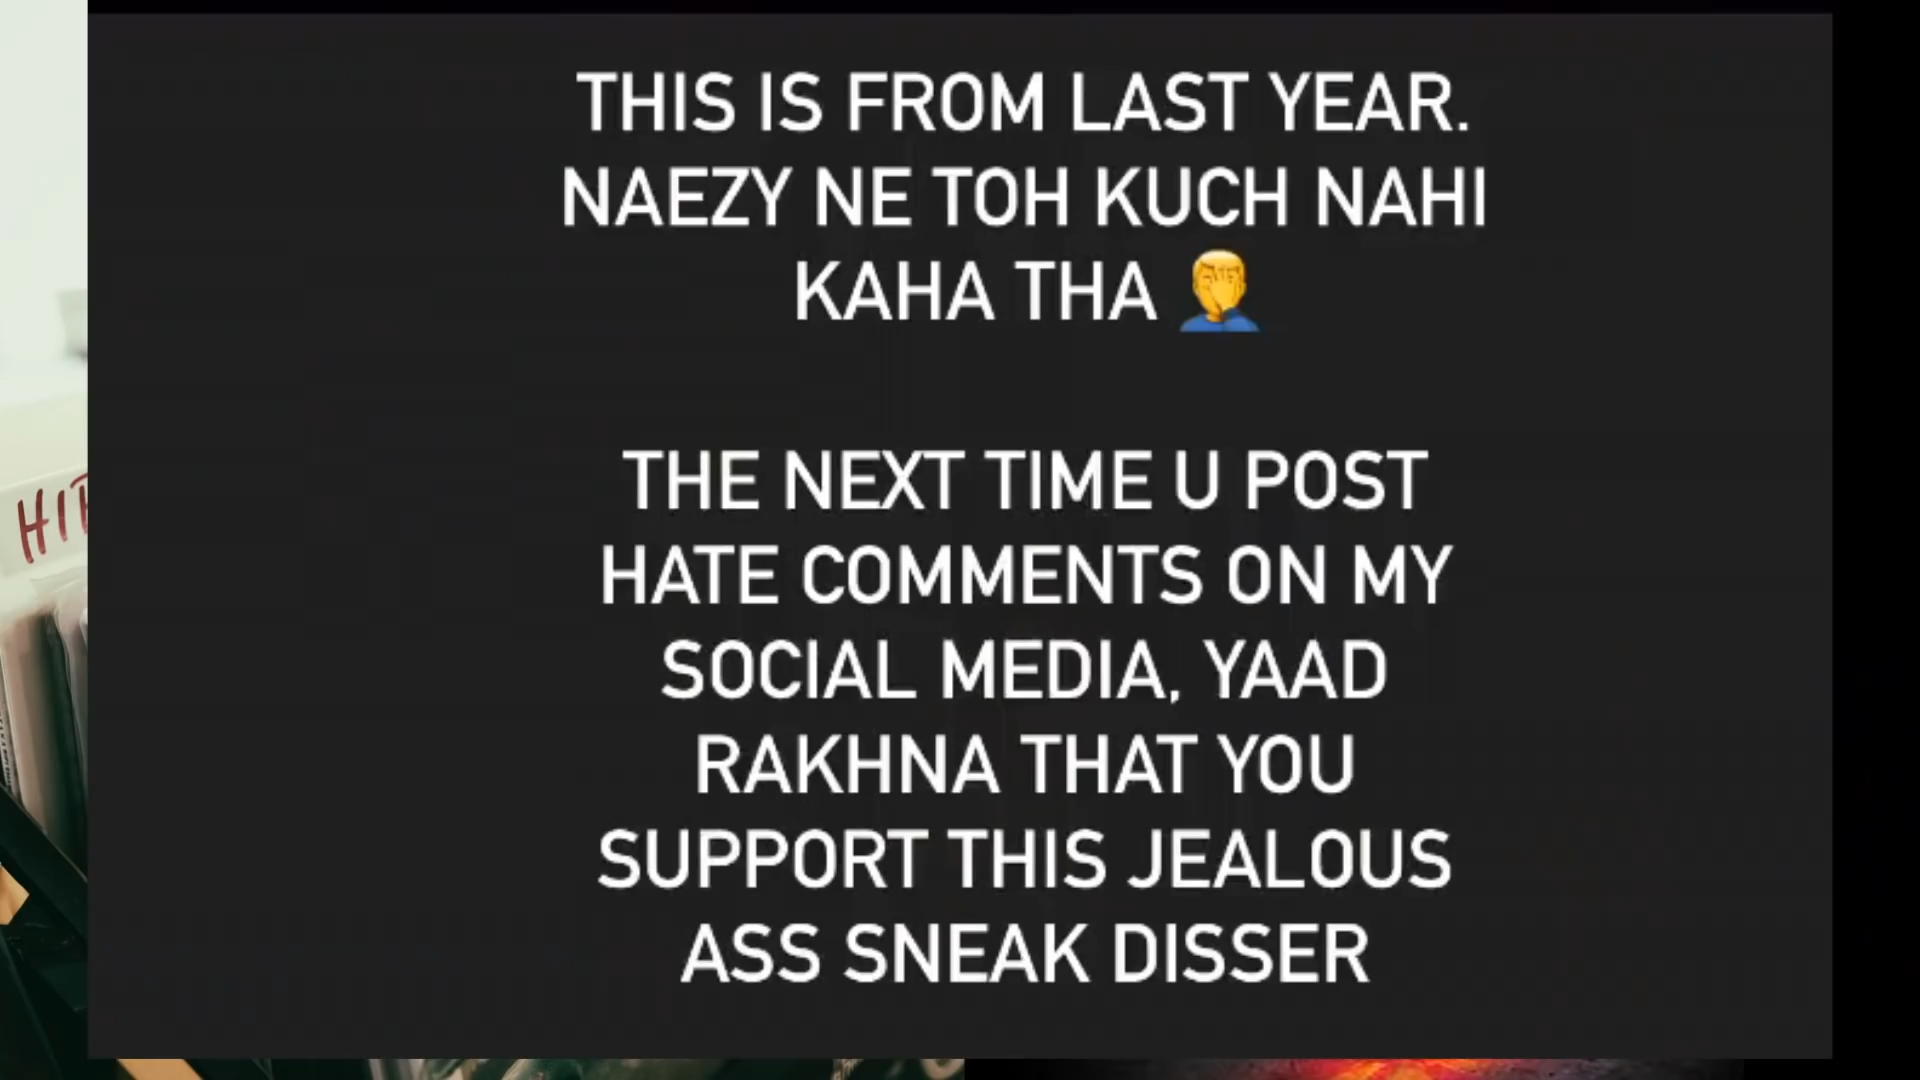 THIS IS FROM LAST YEAR.
NAEZY NE TOH KUCH NAHI
KAHA THA 🤦‍♂️
THE NEXT TIME U POST
HATE COMMENTS ON MY
SOCIAL MEDIA, YAAD
RAKHNA THAT YOU
SUPPORT THIS JEALOUS
ASS SNEAK DISSER